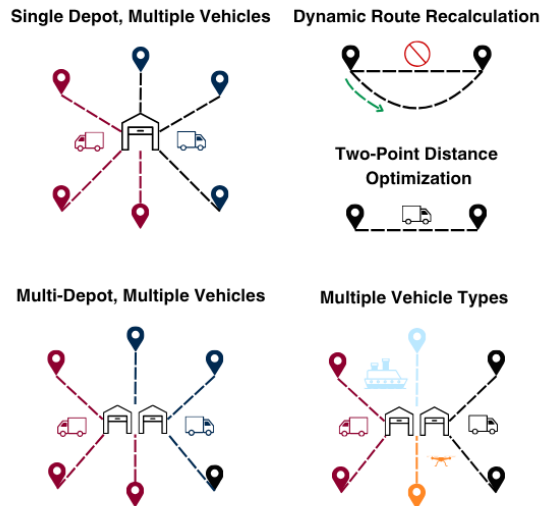 Single Depot, Multiple Vehicles
Dynamic Route Recalculation
Two-Point Distance
Optimization
Multi-Depot, Multiple Vehicles
Multiple Vehicle Types